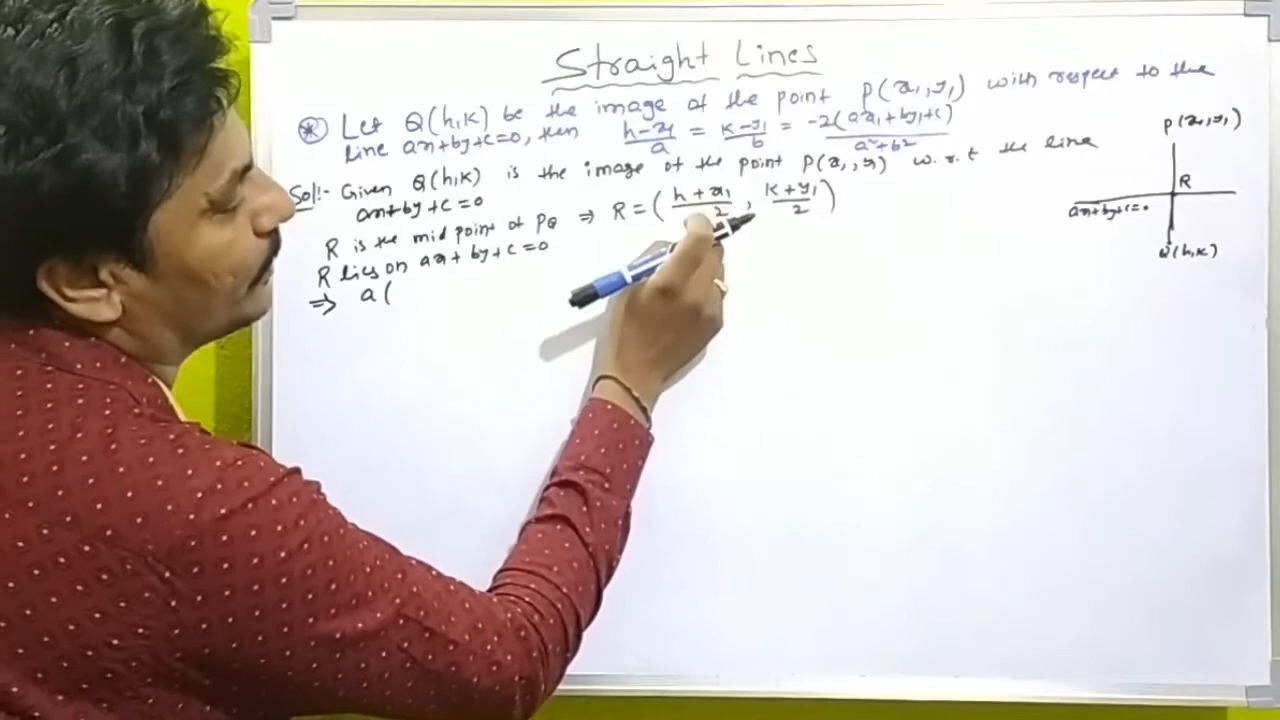 Straight Lines
Let Q(h,k) be the image of the point P(x₁,y₁) with respect to the
line ax+by+c=0, then (h-x₁)/a = (k-y₁)/b = -2(ax₁+by₁+c)/(a²+b²)
Sol:- Given Q(h,k) is the image of the point P(x₁,y₁) w.r.t the line
ax+by+c=0
R is the mid point of PQ ⇒ R = ((h+x₁)/2, (k+y₁)/2)
R lies on ax+by+c=0
⇒ a(
P(x₁,y₁)
R
ax+by+c=0
Q(h,k)